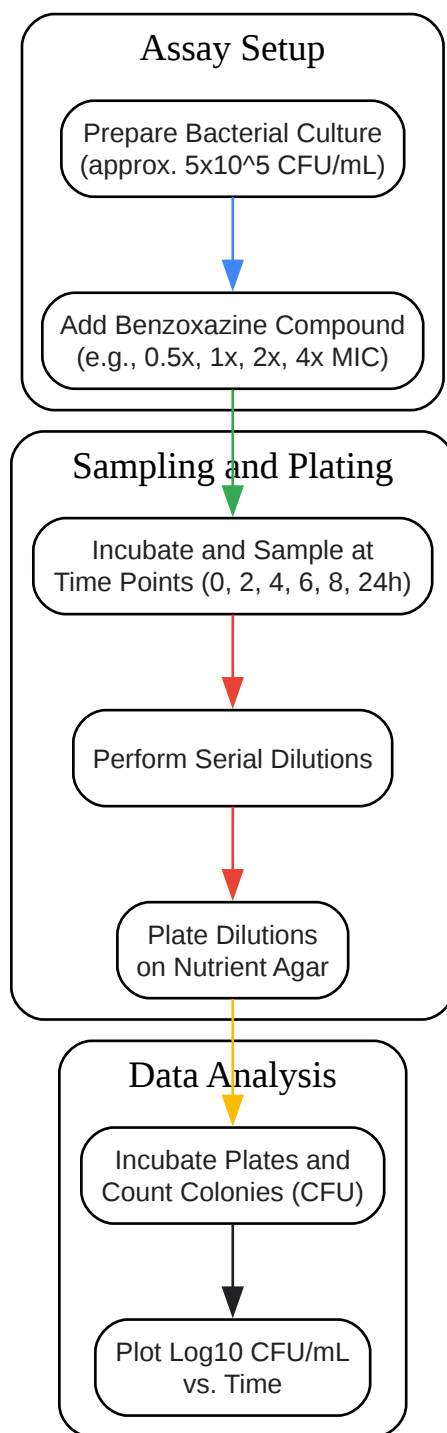 Assay Setup
Prepare Bacterial Culture
(approx. 5x10^5 CFU/mL)
Add Benzoxazine Compound
(e.g., 0.5x, 1x, 2x, 4x MIC)
Sampling and Plating
Incubate and Sample at
Time Points (0, 2, 4, 6, 8, 24h)
Perform Serial Dilutions
Plate Dilutions
on Nutrient Agar
Data Analysis
Incubate Plates and
Count Colonies (CFU)
Plot Log10 CFU/mL
vs. Time